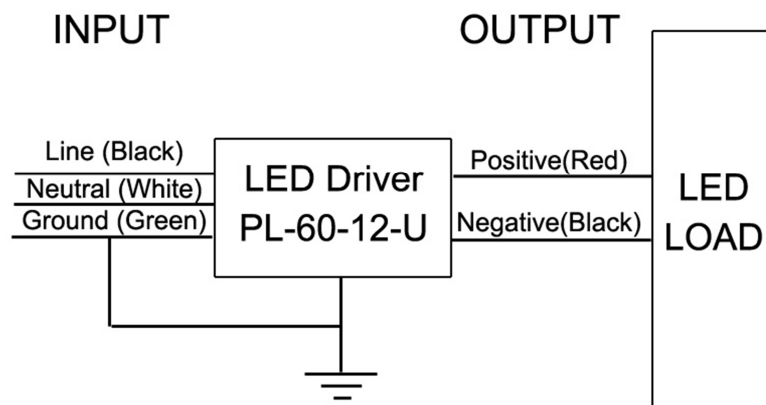 INPUT
OUTPUT
Line (Black)
Neutral (White)
Ground (Green)
LED Driver
PL-60-12-U
Positive(Red)
Negative(Black)
LED
LOAD